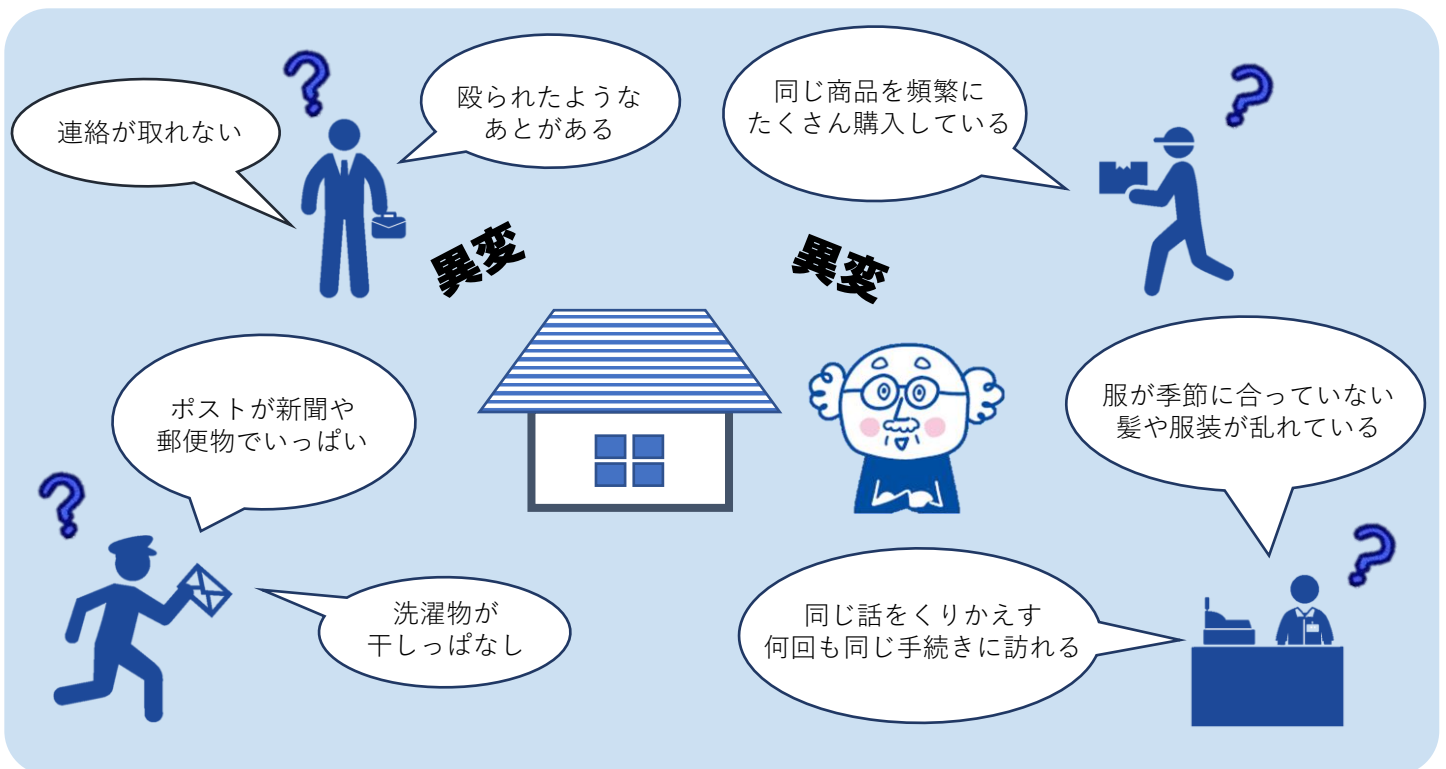 連絡が取れない
殴られたような
あとがある
同じ商品を頻繁に
たくさん購入している
異変
異変
ポストが新聞や
郵便物でいっぱい
服が季節に合っていない
髪や服装が乱れている
洗濯物が
干しっぱなし
同じ話をくりかえす
何回も同じ手続きに訪れる